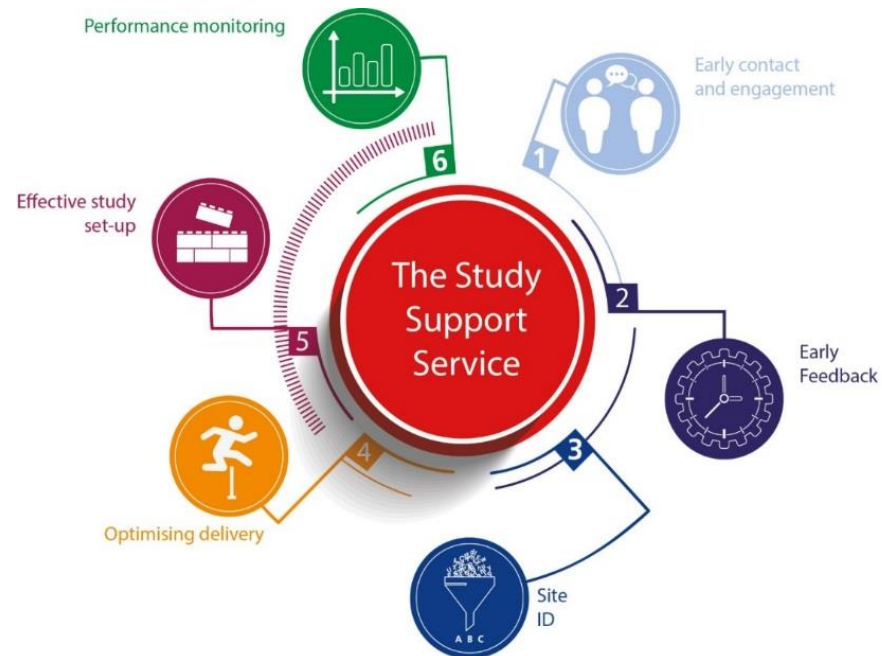 Performance monitoring
Early contact
and engagement
6
1
Effective study
set-up
The Study
Support
Service
2
5
Early
Feedback
4
3
Optimising delivery
Site
ID
A B C